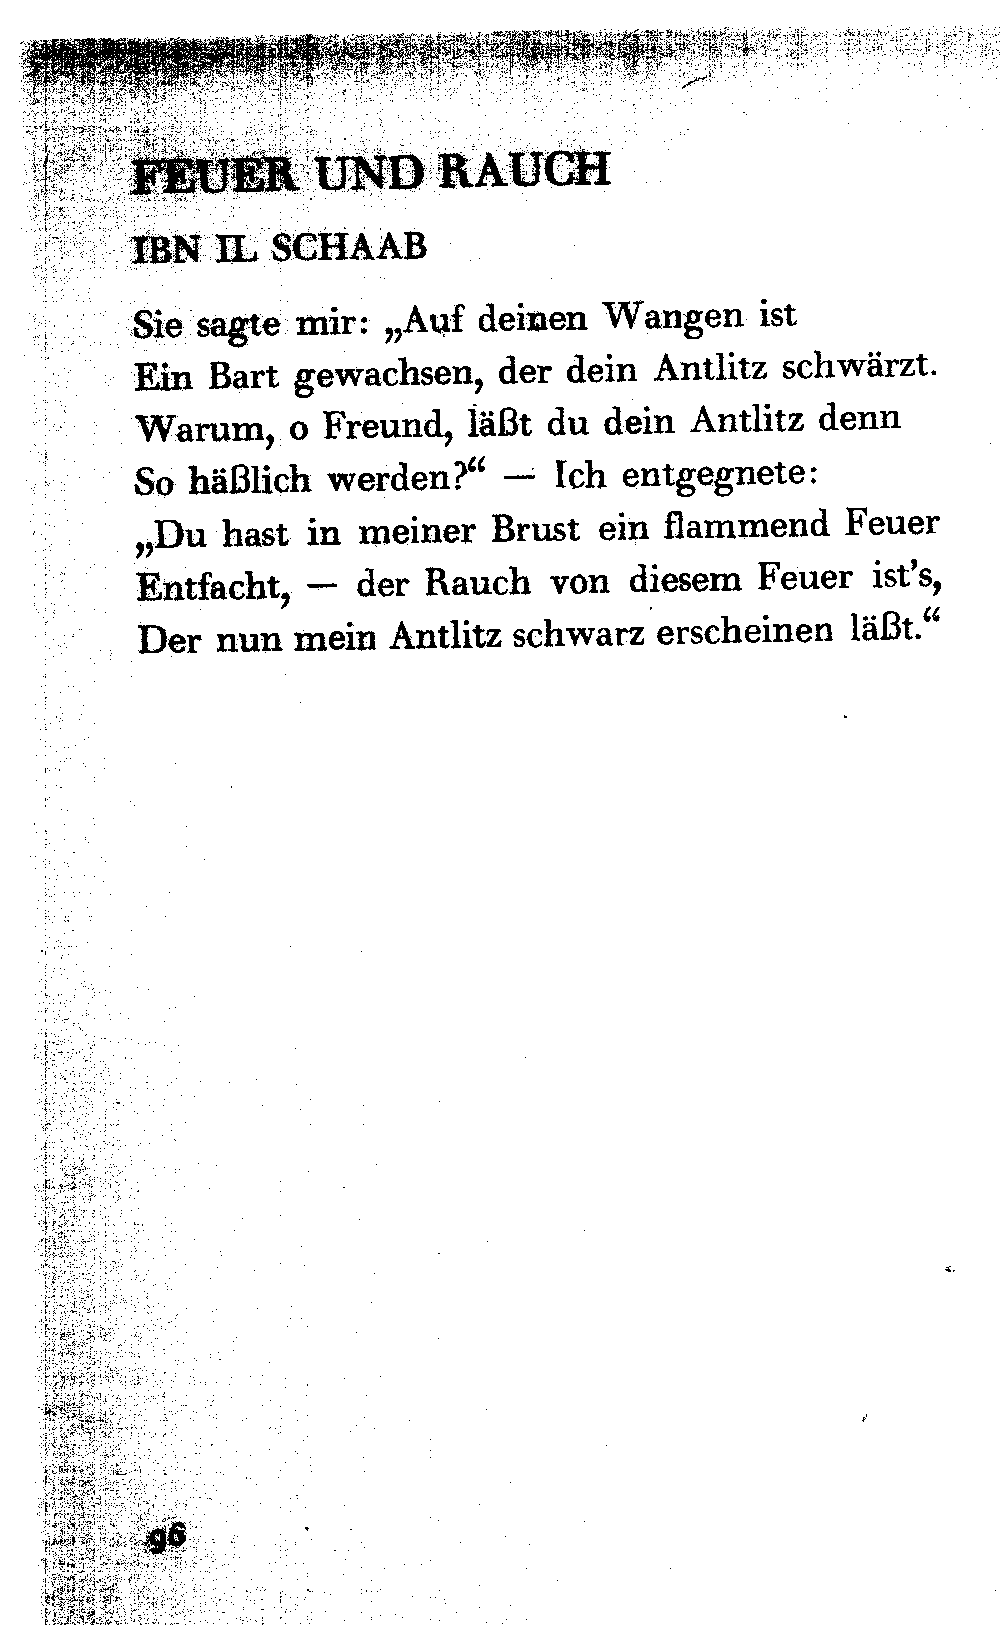 FEUER UND RAUCH
IBN IL SCHAAB
Sie sagte mir: „Auf deinen Wangen ist
Ein Bart gewachsen, der dein Antlitz schwärzt.
Warum, o Freund, läßt du dein Antlitz denn
So häßlich werden?“ — Ich entgegnete:
„Du hast in meiner Brust ein flammend Feuer
Entfacht, — der Rauch von diesem Feuer ist's,
Der nun mein Antlitz schwarz erscheinen läßt.“
96